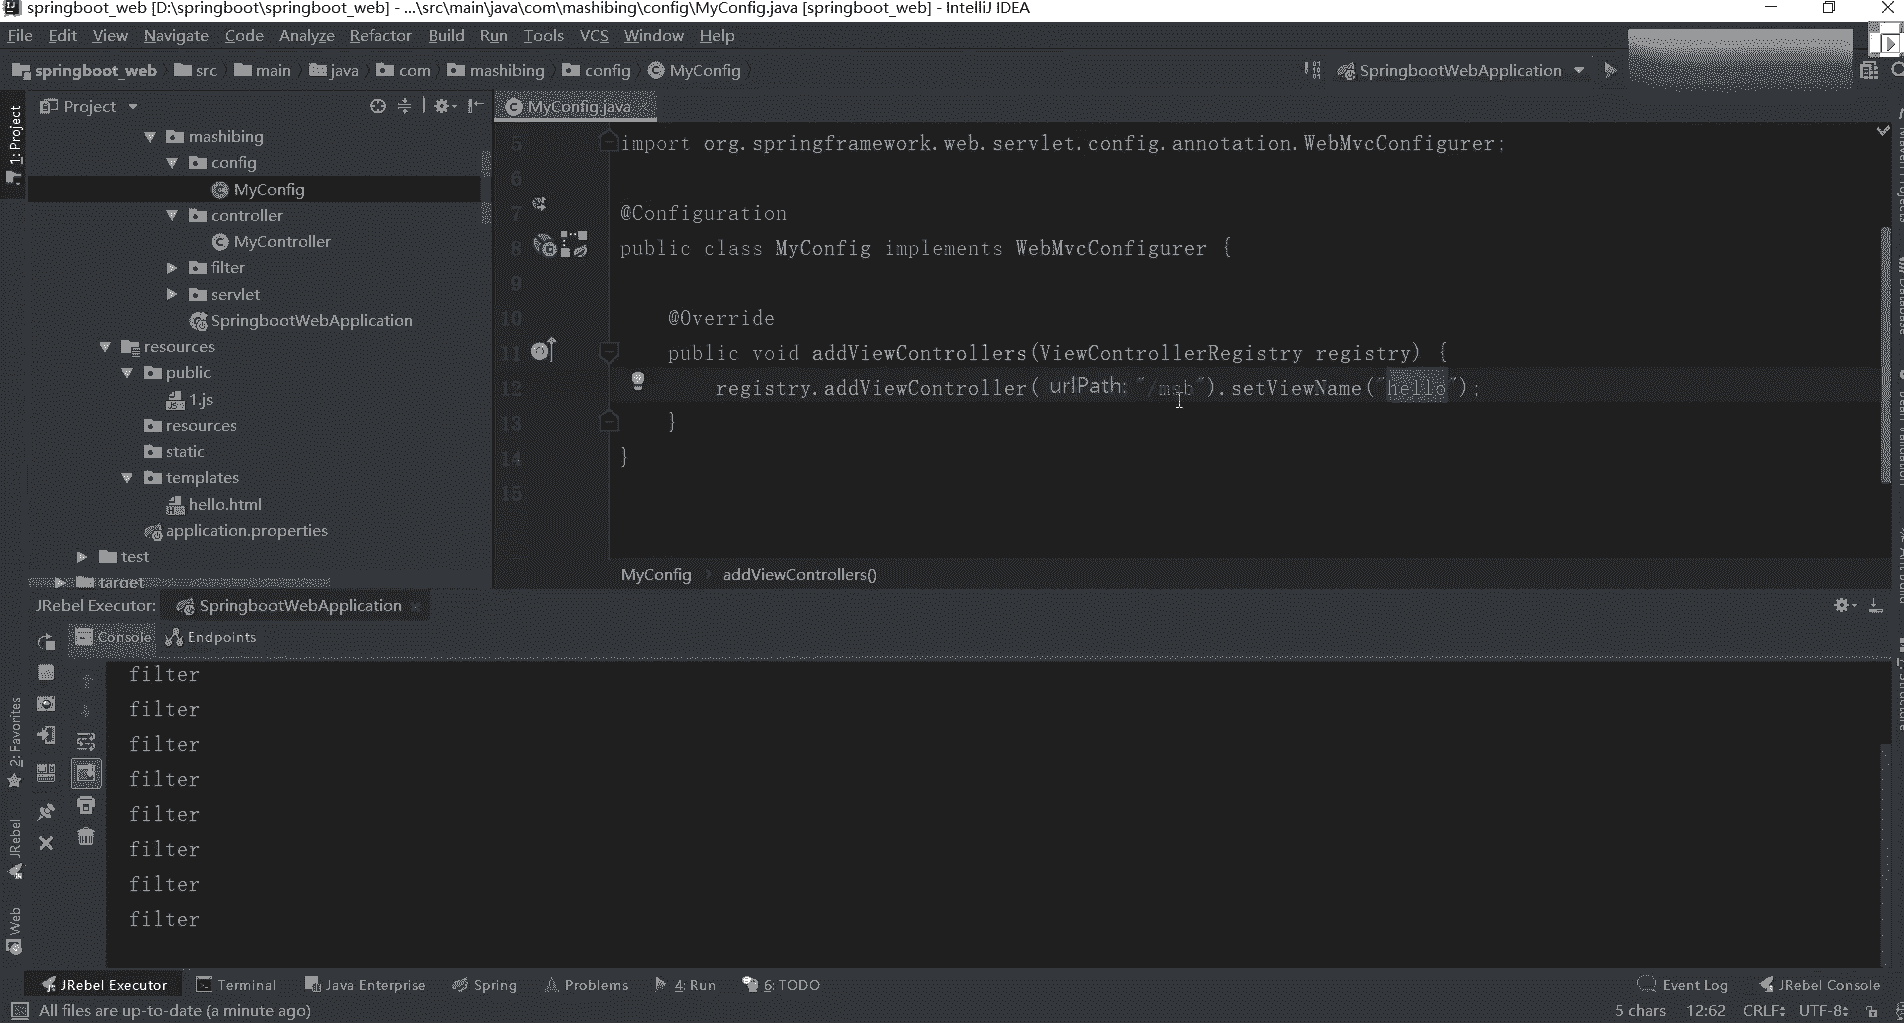 springboot_web [D:\springboot\springboot_web] - ...\src\main\java\com\mashibing\config\MyConfig.java [springboot_web] - IntelliJ IDEA
File Edit View Navigate Code Analyze Refactor Build Run Tools VCS Window Help
springboot_web src main java com mashibing config MyConfig SpringbootWebApplication
1: Project
Project
mashibing
config
MyConfig
controller
MyController
filter
servlet
SpringbootWebApplication
resources
public
1.js
resources
static
templates
hello.html
application.properties
test
target
MyConfig.java
5 import org.springframework.web.servlet.config.annotation.WebMvcConfigurer;
6
7 @Configuration
8 public class MyConfig implements WebMvcConfigurer {
9
10 @Override
11 public void addViewControllers(ViewControllerRegistry registry) {
12 registry.addViewController( urlPath: "/msb").setViewName("hello");
13 }
14 }
15
MyConfig addViewControllers()
JRebel Executor: SpringbootWebApplication
Console Endpoints
filter
filter
filter
filter
filter
filter
filter
filter
2: Favorites
JRebel
Web
JRebel Executor Terminal Java Enterprise Spring Problems 4: Run 6: TODO Event Log JRebel Console
All files are up-to-date (a minute ago) 5 chars 12:62 CRLF UTF-8